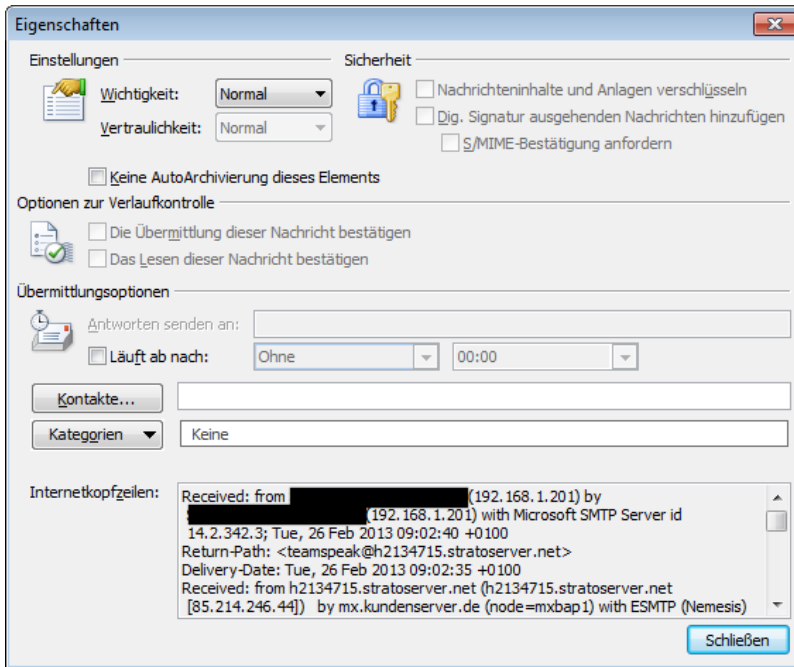 Eigenschaften
Einstellungen
Sicherheit
Wichtigkeit: Normal
Nachrichteninhalte und Anlagen verschlüsseln
Vertraulichkeit: Normal
Dig. Signatur ausgehenden Nachrichten hinzufügen
S/MIME-Bestätigung anfordern
Keine AutoArchivierung dieses Elements
Optionen zur Verlaufkontrolle
Die Übermittlung dieser Nachricht bestätigen
Das Lesen dieser Nachricht bestätigen
Übermittlungsoptionen
Antworten senden an:
Läuft ab nach: Ohne 00:00
Kontakte...
Kategorien Keine
Internetkopfzeilen:
Received: from (192.168.1.201) by
(192.168.1.201) with Microsoft SMTP Server id
14.2.342.3; Tue, 26 Feb 2013 09:02:40 +0100
Return-Path: <teamspeak@h2134715.stratoserver.net>
Delivery-Date: Tue, 26 Feb 2013 09:02:35 +0100
Received: from h2134715.stratoserver.net (h2134715.stratoserver.net
[85.214.246.44]) by mx.kundenserver.de (node=mxbap1) with ESMTP (Nemesis)
Schließen